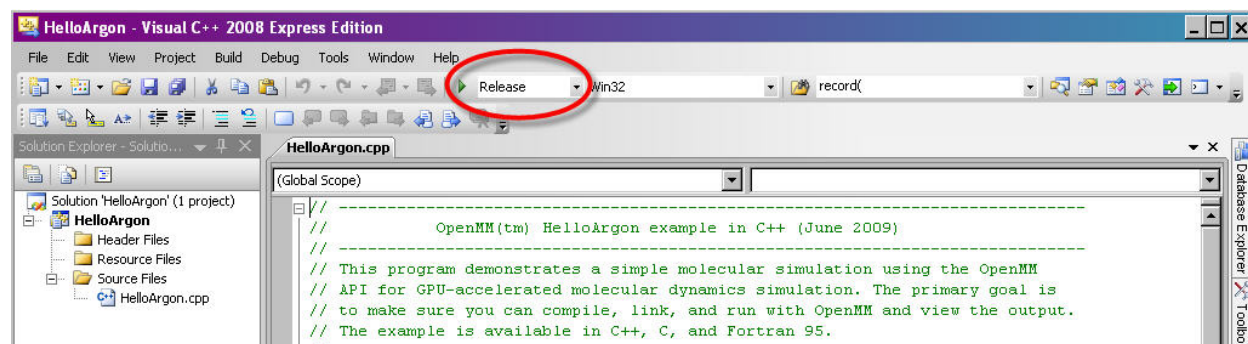 HelloArgon - Visual C++ 2008 Express Edition
File Edit View Project Build Debug Tools Window Help
Release Win32 record(
Solution Explorer - Solutio...
HelloArgon.cpp
(Global Scope)
Solution 'HelloArgon' (1 project)
HelloArgon
Header Files
Resource Files
Source Files
HelloArgon.cpp
// -----------------------------------------------------------------------------
// OpenMM(tm) HelloArgon example in C++ (June 2009)
// -----------------------------------------------------------------------------
// This program demonstrates a simple molecular simulation using the OpenMM
// API for GPU-accelerated molecular dynamics simulation. The primary goal is
// to make sure you can compile, link, and run with OpenMM and view the output.
// The example is available in C++, C, and Fortran 95.
Database Explorer
Toolbo